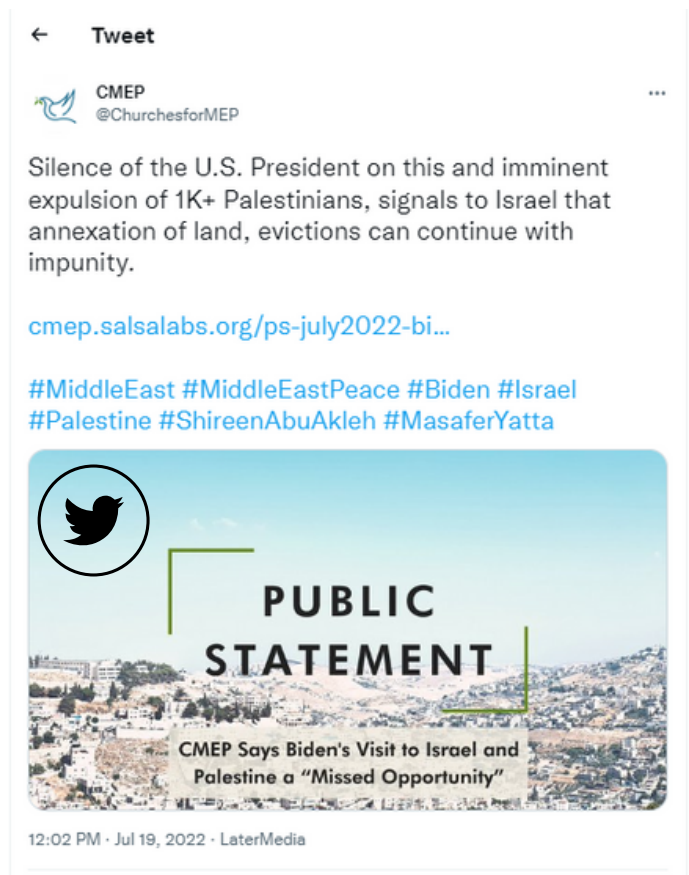 Tweet
CMEP
@ChurchesforMEP
Silence of the U.S. President on this and imminent
expulsion of 1K+ Palestinians, signals to Israel that
annexation of land, evictions can continue with
impunity.
cmep.salsalabs.org/ps-july2022-bi...
#MiddleEast #MiddleEastPeace #Biden #Israel
#Palestine #ShireenAbuAkleh #MasaferYatta
PUBLIC
STATEMENT
CMEP Says Biden's Visit to Israel and
Palestine a “Missed Opportunity”
12:02 PM · Jul 19, 2022 · LaterMedia